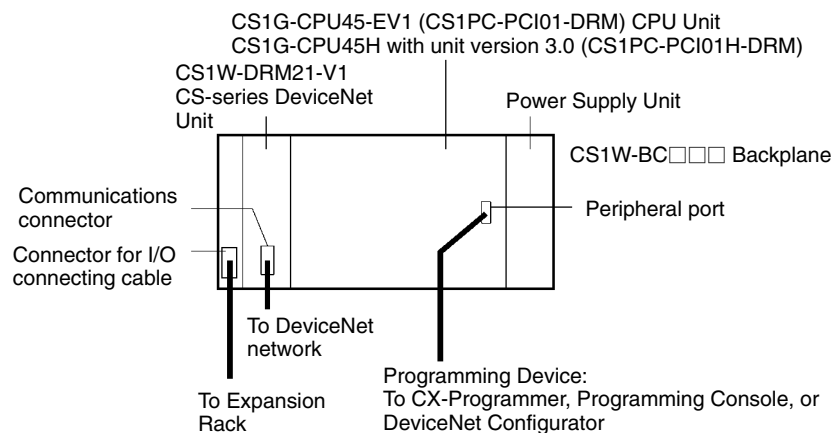 CS1G-CPU45-EV1 (CS1PC-PCI01-DRM) CPU Unit
CS1G-CPU45H with unit version 3.0 (CS1PC-PCI01H-DRM)
CS1W-DRM21-V1
CS-series DeviceNet
Unit
Power Supply Unit
CS1W-BC□□□ Backplane
Communications
connector
Peripheral port
Connector for I/O
connecting cable
To DeviceNet
network
To Expansion
Rack
Programming Device:
To CX-Programmer, Programming Console, or
DeviceNet Configurator